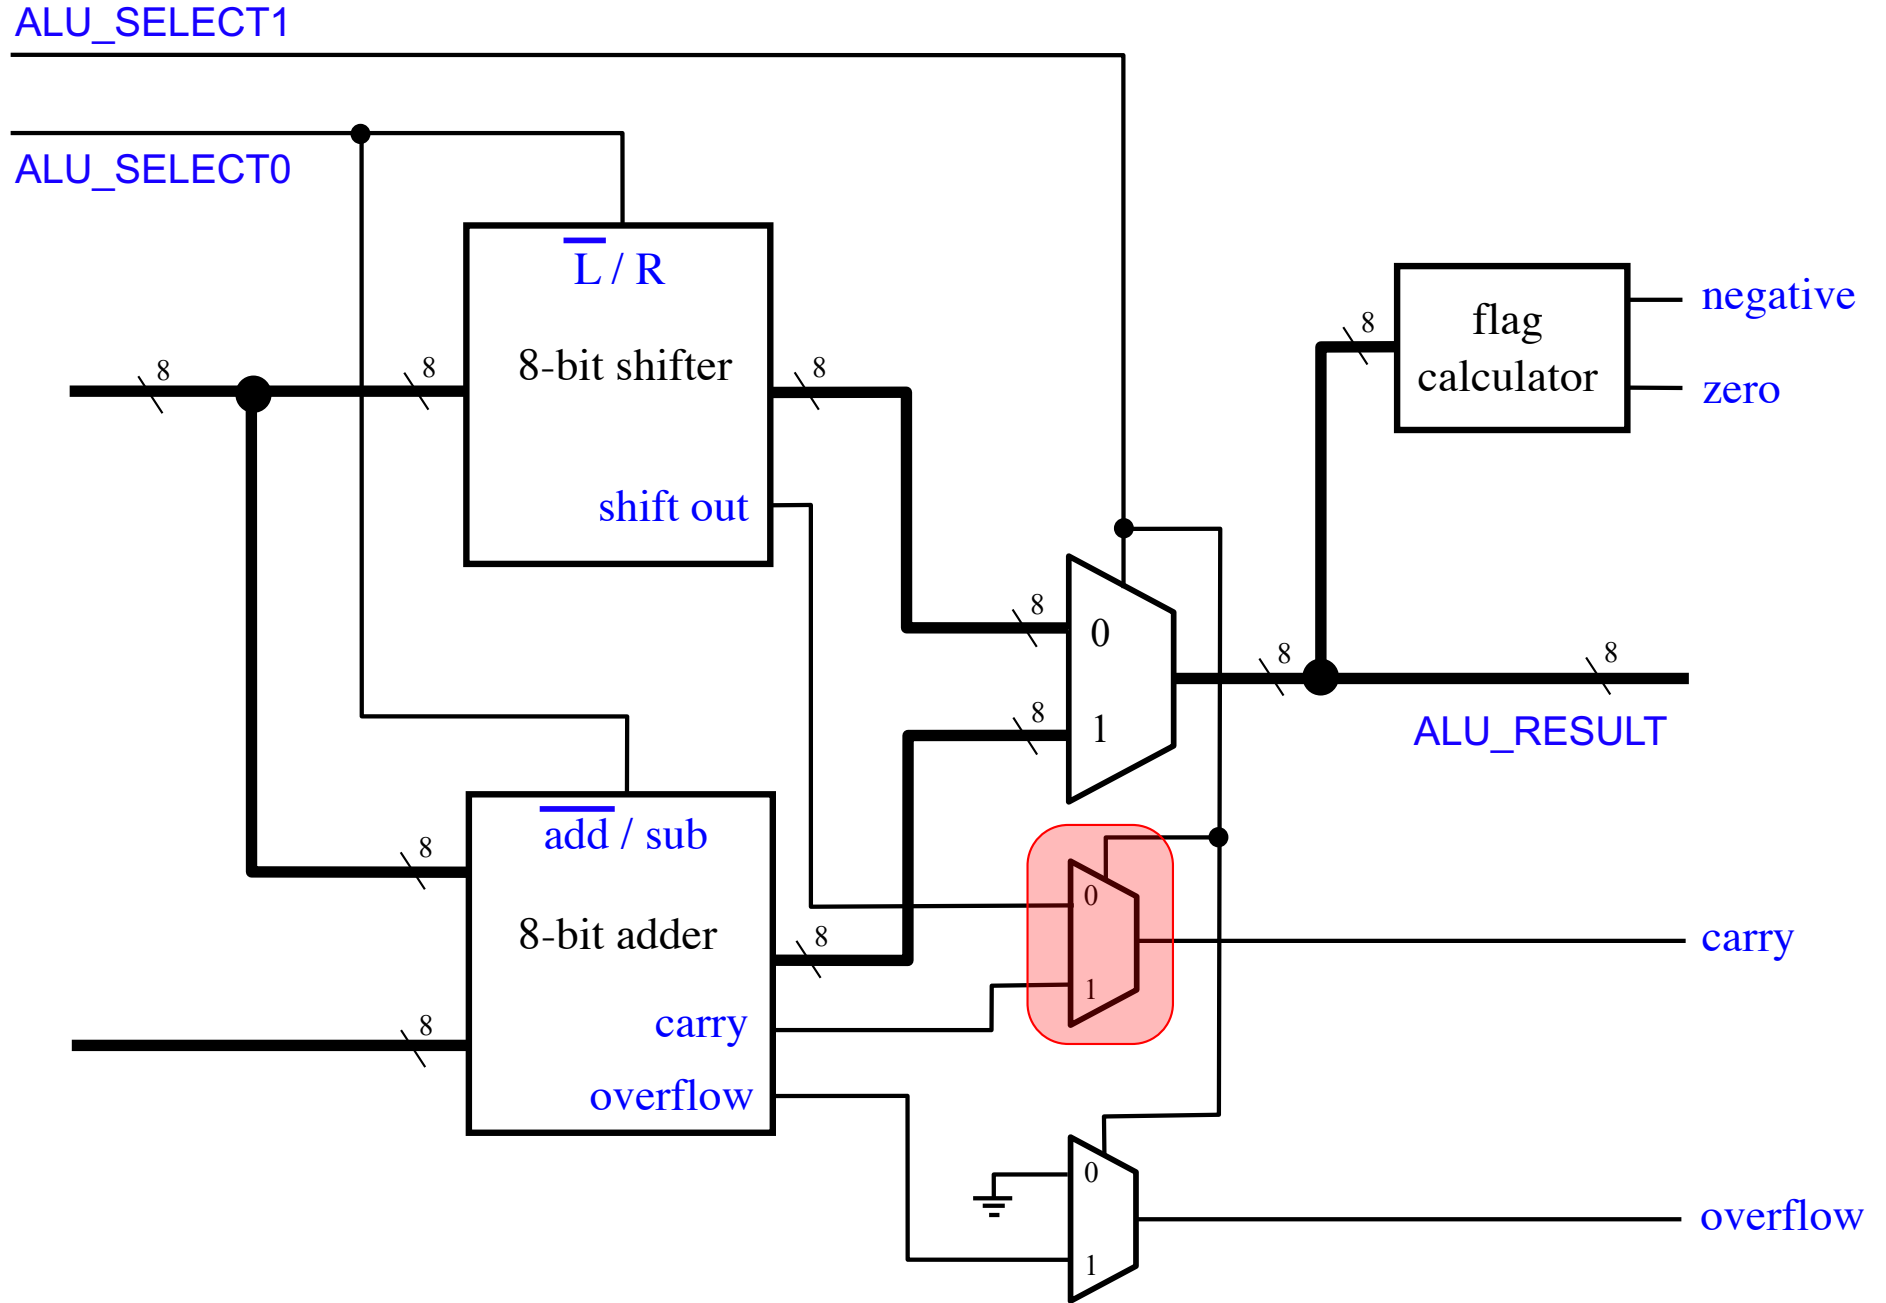 ALU_SELECT1
ALU_SELECT0
L / R
8-bit shifter
shift out
8
8
8
add / sub
8-bit adder
carry
overflow
8
8
8
8
0
8
1
0
1
0
1
8
8
8
flag
calculator
negative
zero
ALU_RESULT
carry
overflow